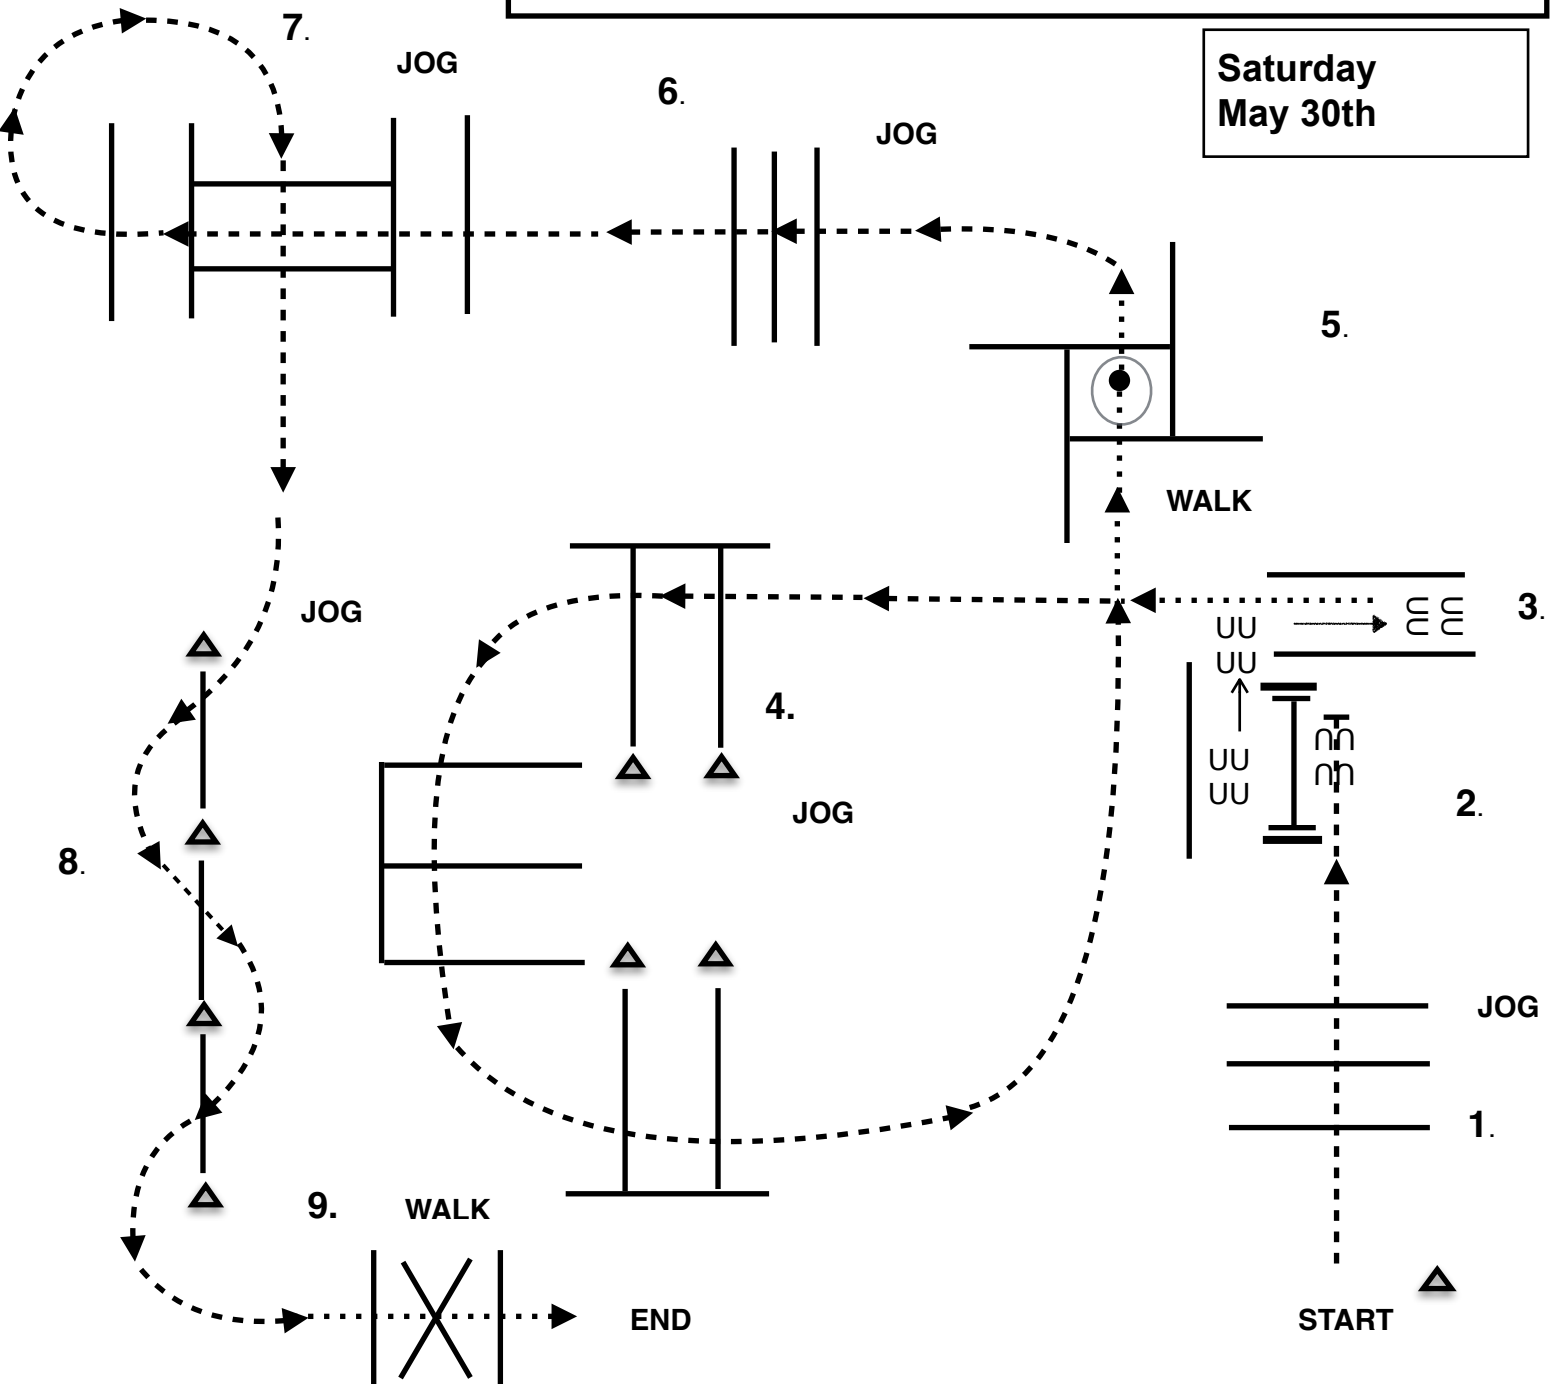 7.
JOG
6.
JOG
Saturday
May 30th
5.
WALK
JOG
3.
4.
JOG
2.
8.
JOG
1.
9.
WALK
END
START